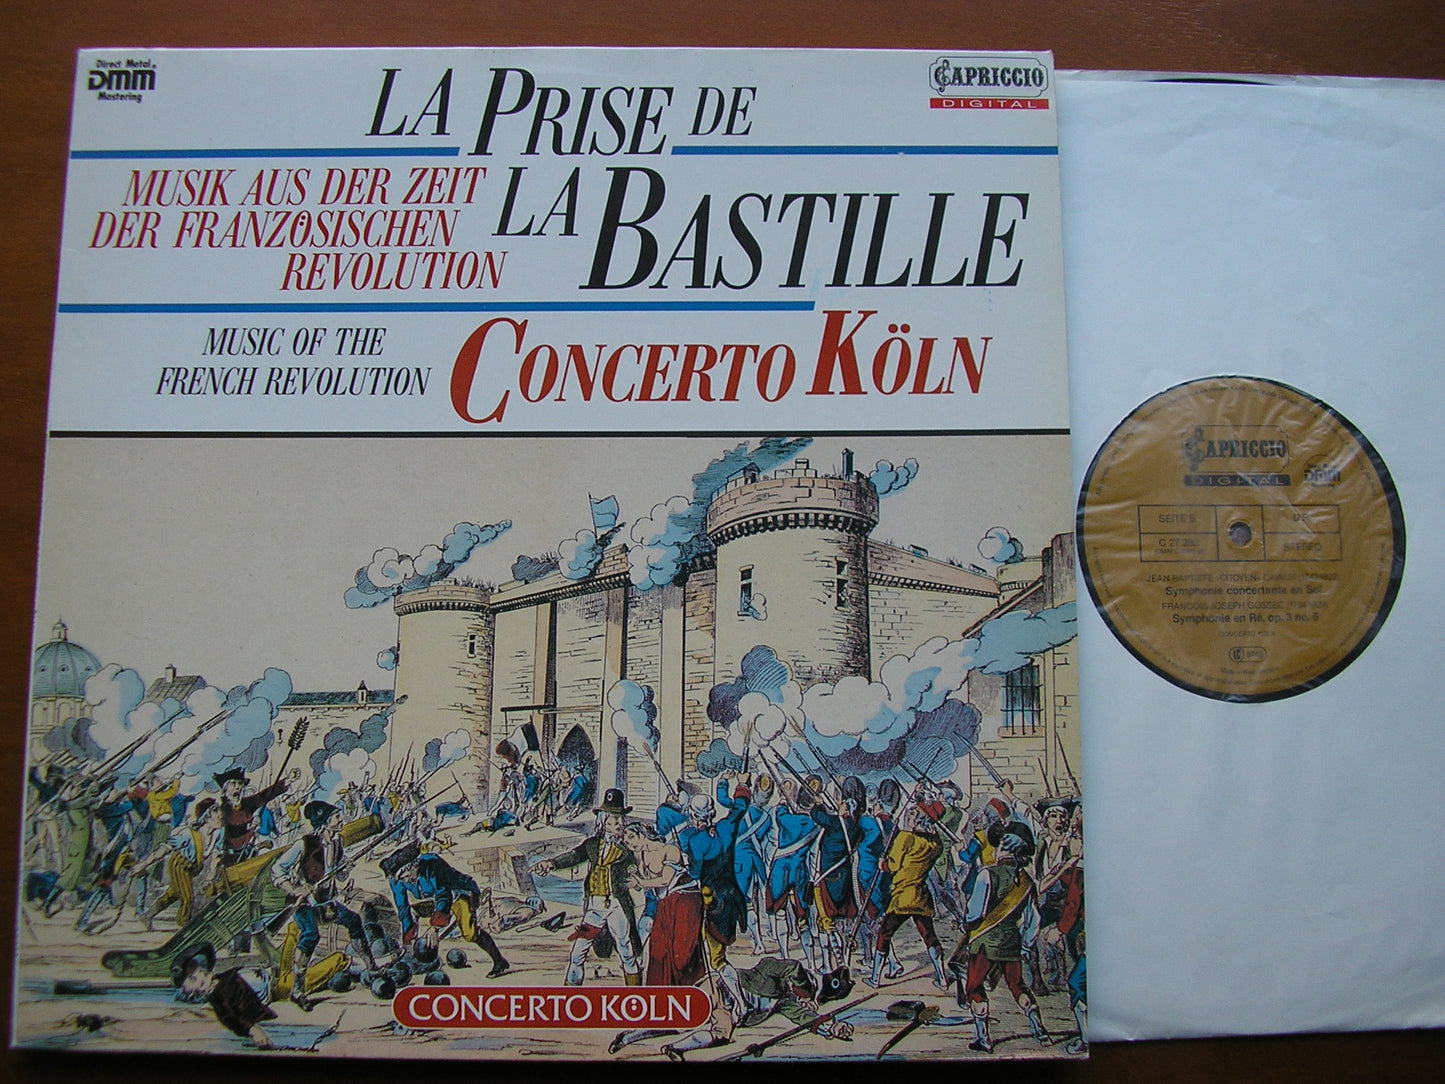 Direct Metal
DMM
Mastering
CAPRICCIO
DIGITAL
LA PRISE DE
LA BASTILLE
MUSIK AUS DER ZEIT
DER FRANZÖSISCHEN
REVOLUTION
MUSIC OF THE
FRENCH REVOLUTION
CONCERTO KÖLN
CONCERTO KÖLN
CAPRICCIO
DIGITAL
DMM
STEREO
Symphonie concertante en Sol
Symphonie en Ré, op. 3 no. 6
CONCERTO KÖLN